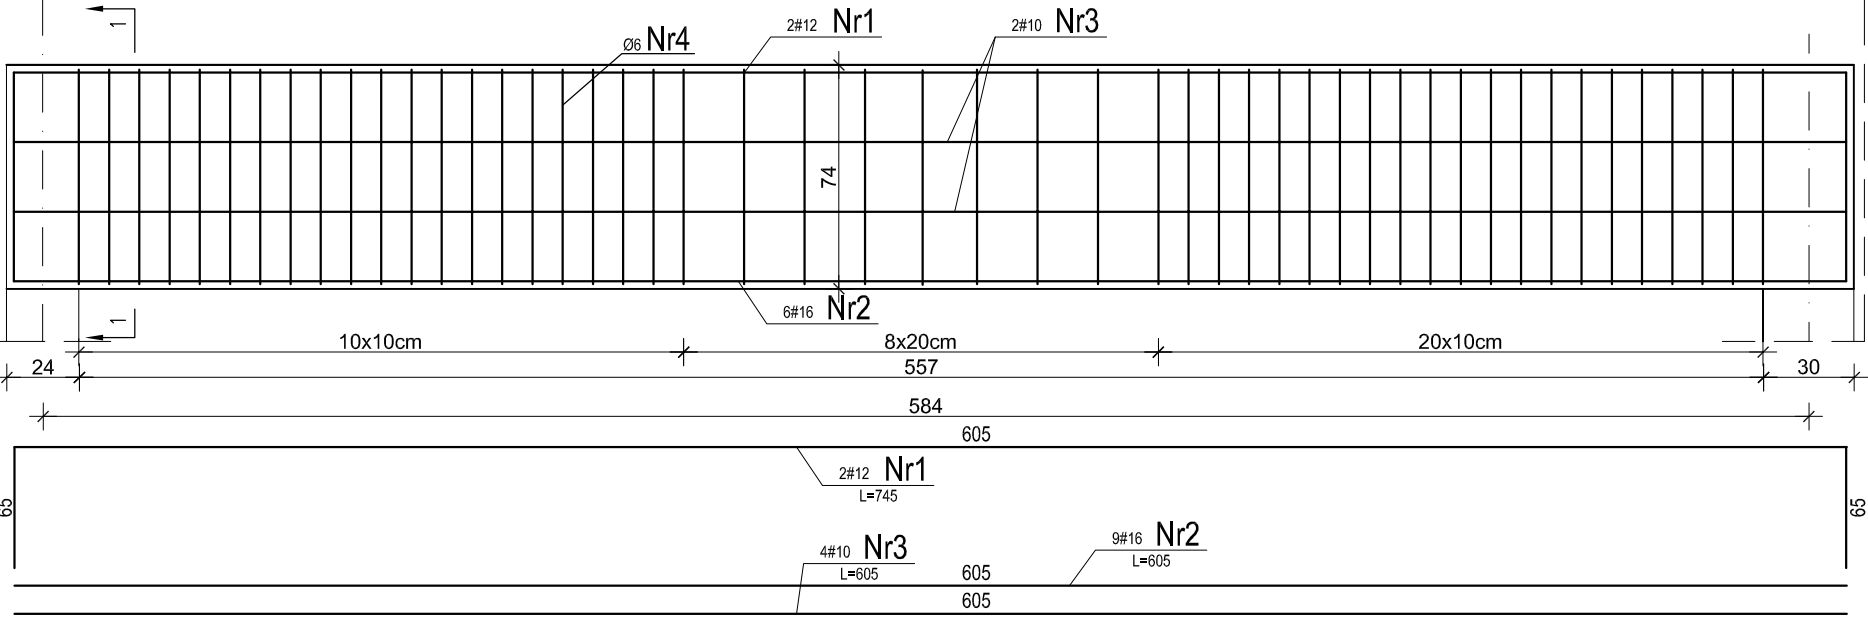 1
Ø6 Nr4
2#12 Nr1
2#10 Nr3
74
1
6#16 Nr2
10x10cm
8x20cm
20x10cm
24
557
30
584
605
2#12 Nr1
L=745
65
65
4#10 Nr3
L=605
9#16 Nr2
L=605
605
605